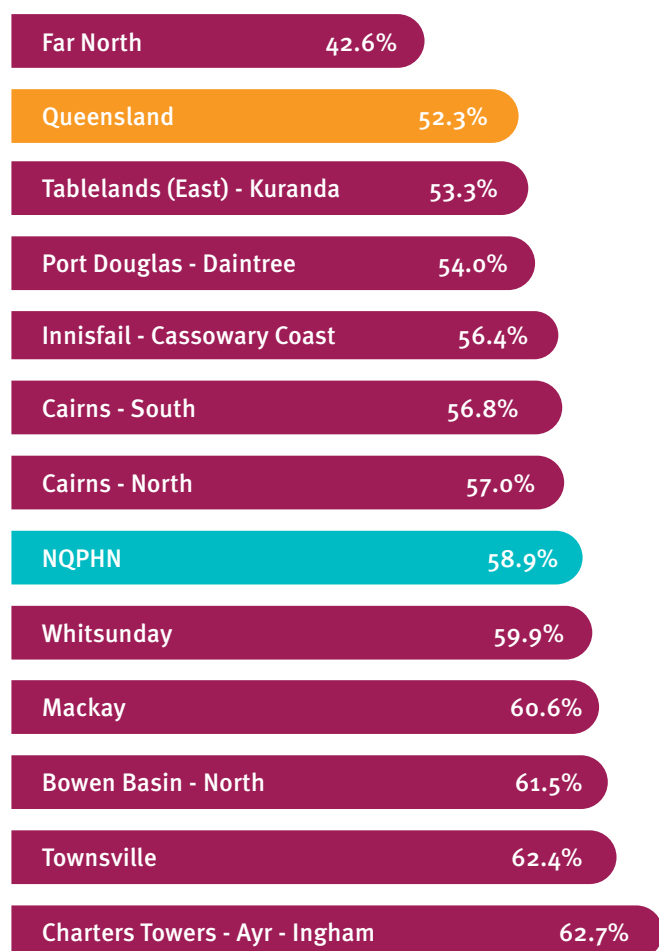 Far North 42.6%
Queensland 52.3%
Tablelands (East) - Kuranda 53.3%
Port Douglas - Daintree 54.0%
Innisfail - Cassowary Coast 56.4%
Cairns - South 56.8%
Cairns - North 57.0%
NQPHN 58.9%
Whitsunday 59.9%
Mackay 60.6%
Bowen Basin - North 61.5%
Townsville 62.4%
Charters Towers - Ayr - Ingham 62.7%